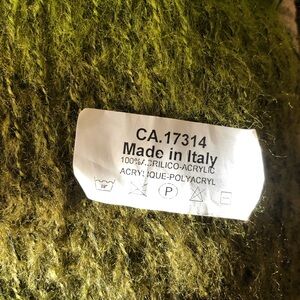 CA.17314
Made in Italy
100%ACRILICO-ACRYLIC
ACRYLIQUE-POLYACRYL
P